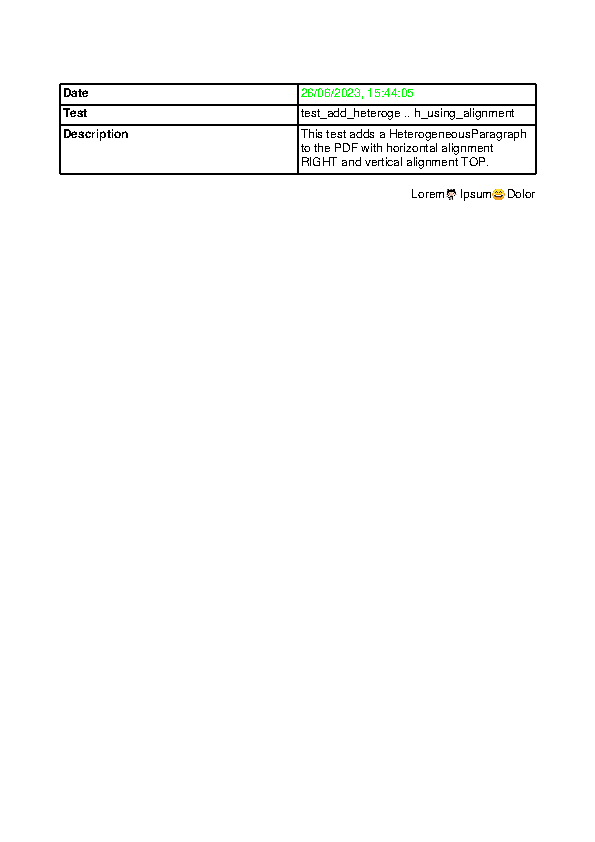 Date 26/06/2023, 15:44:05
Test test_add_heteroge .. h_using_alignment
Description This test adds a HeterogeneousParagraph
to the PDF with horizontal alignment
RIGHT and vertical alignment TOP.
Lorem Ipsum😄 Dolor